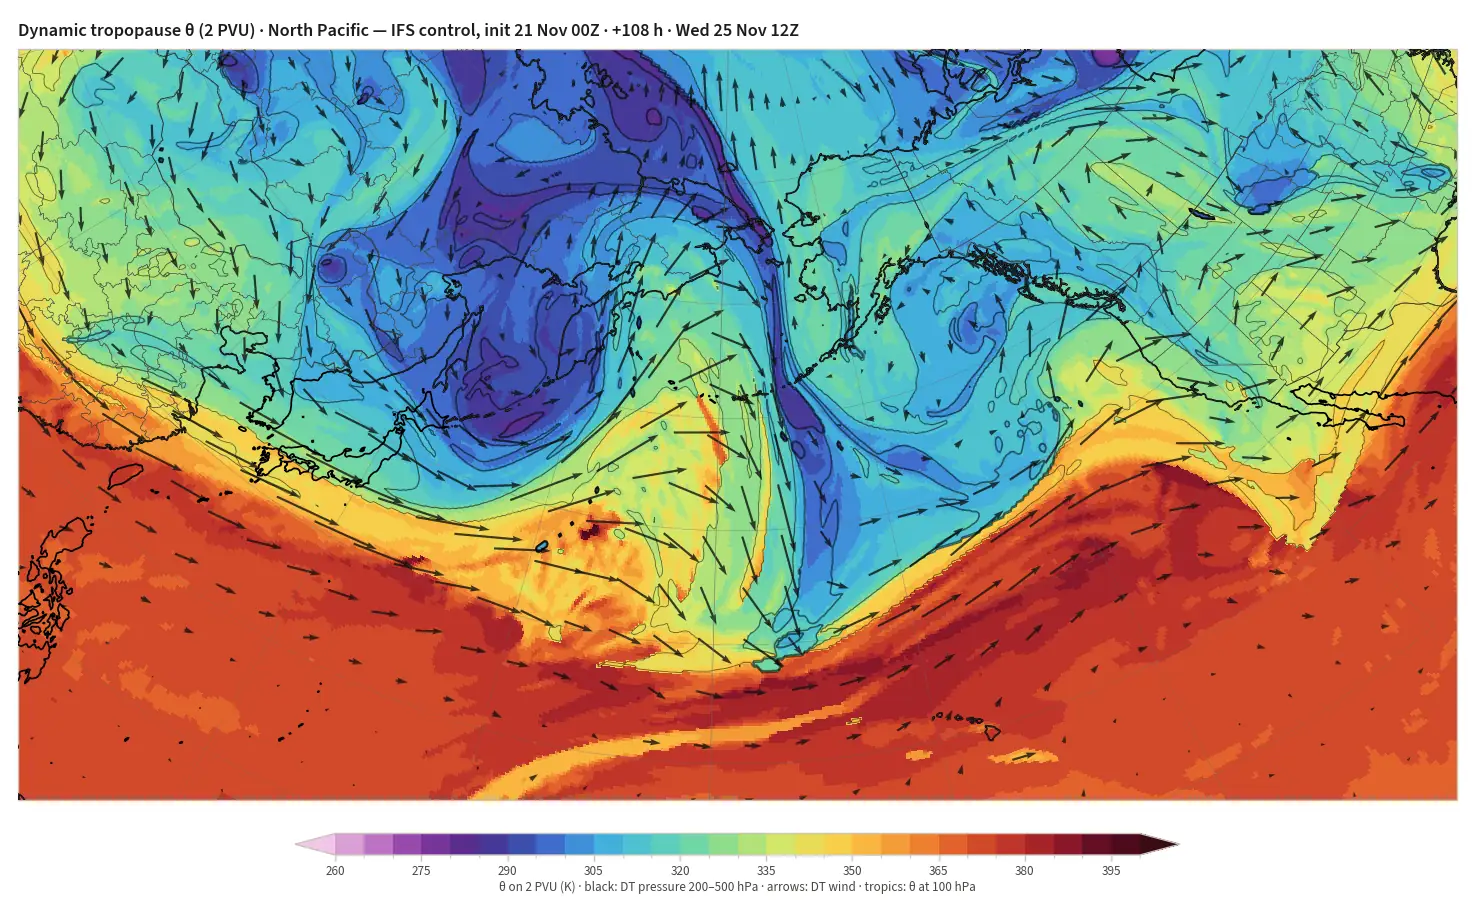 Dynamic tropopause θ (2 PVU) · North Pacific — IFS control, init 21 Nov 00Z · +108 h · Wed 25 Nov 12Z
260 275 290 305 320 335 350 365 380 395
θ on 2 PVU (K) · black: DT pressure 200–500 hPa · arrows: DT wind · tropics: θ at 100 hPa